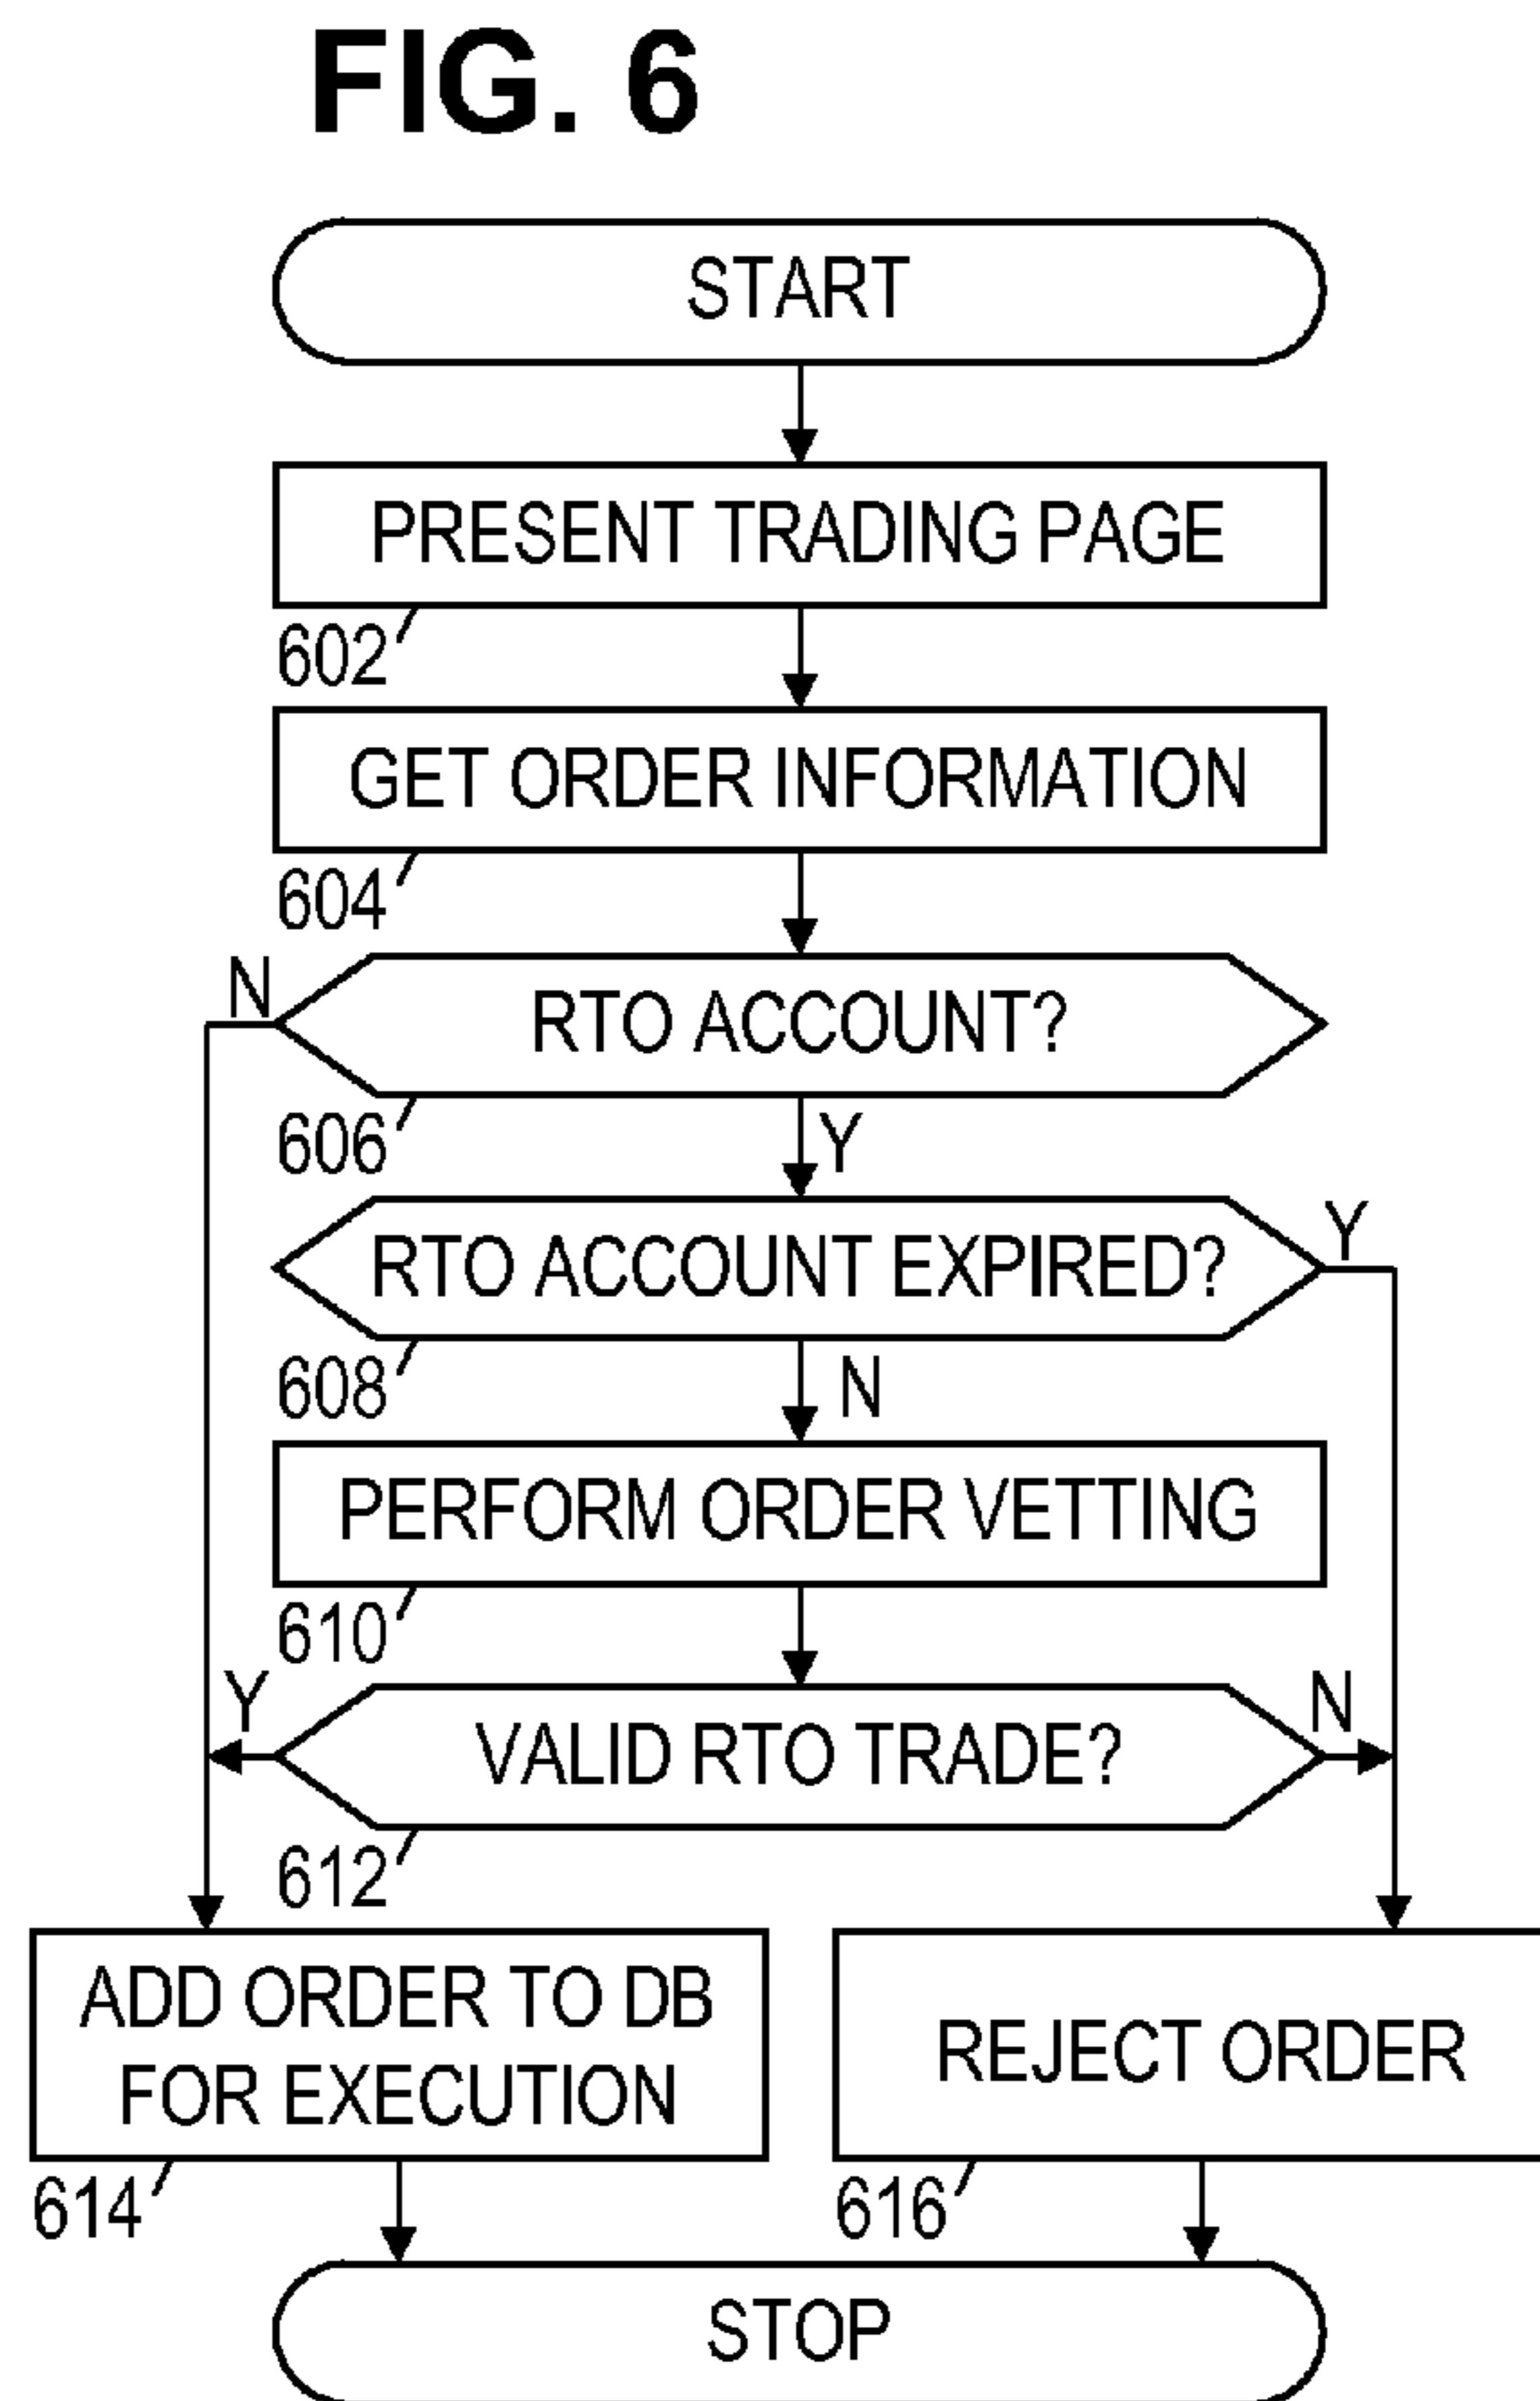 FIG. 6
START
PRESENT TRADING PAGE
602
GET ORDER INFORMATION
604
N
RTO ACCOUNT?
606
Y
RTO ACCOUNT EXPIRED?
Y
608
N
PERFORM ORDER VETTING
610
Y
VALID RTO TRADE?
N
612
ADD ORDER TO DB
FOR EXECUTION
614
REJECT ORDER
616
STOP